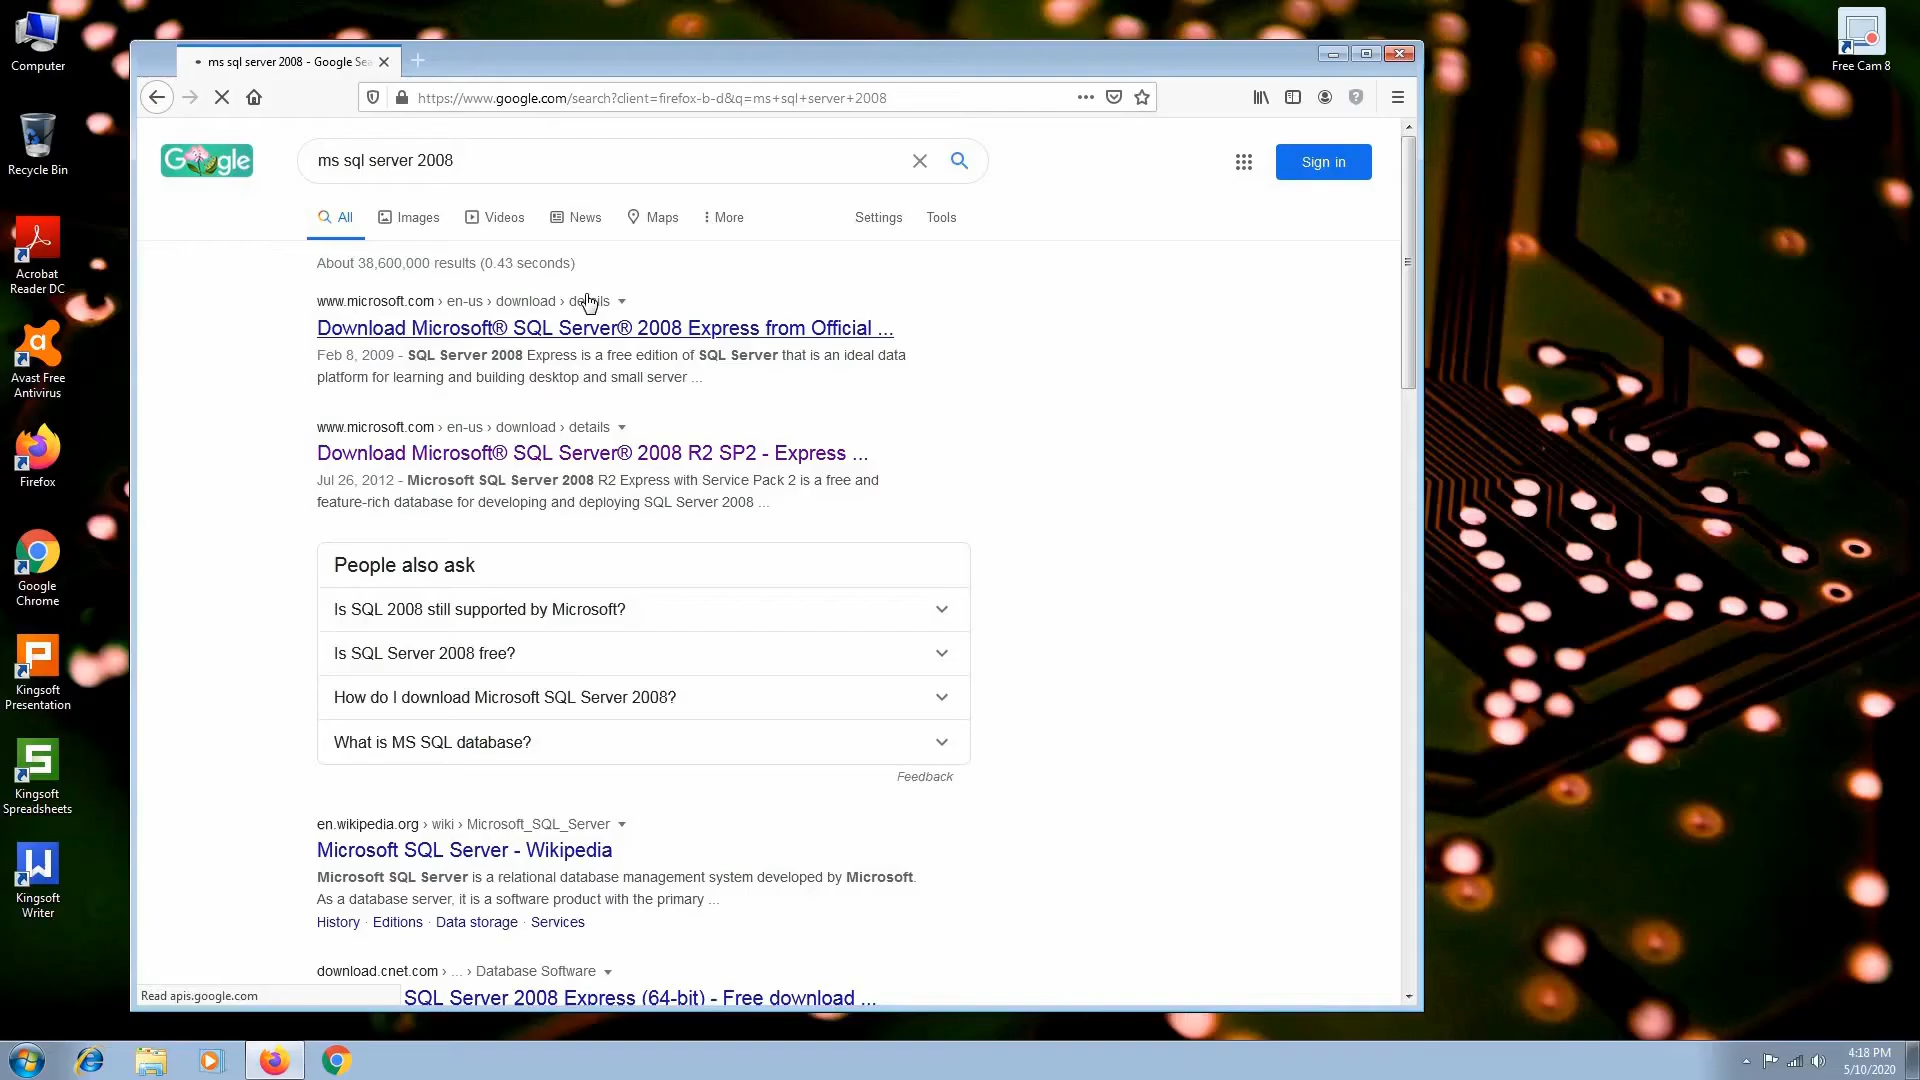 Computer
Recycle Bin
Acrobat
Reader DC
Avast Free
Antivirus
Firefox
Google
Chrome
Kingsoft
Presentation
Kingsoft
Spreadsheets
Kingsoft
Writer
Free Cam 8
ms sql server 2008 - Google Sea
https://www.google.com/search?client=firefox-b-d&q=ms+sql+server+2008
Google
ms sql server 2008
Sign in
All Images Videos News Maps More Settings Tools
About 38,600,000 results (0.43 seconds)
www.microsoft.com › en-us › download › details
Download Microsoft® SQL Server® 2008 Express from Official ...
Feb 8, 2009 - SQL Server 2008 Express is a free edition of SQL Server that is an ideal data
platform for learning and building desktop and small server ...
www.microsoft.com › en-us › download › details
Download Microsoft® SQL Server® 2008 R2 SP2 - Express ...
Jul 26, 2012 - Microsoft SQL Server 2008 R2 Express with Service Pack 2 is a free and
feature-rich database for developing and deploying SQL Server 2008 ...
People also ask
Is SQL 2008 still supported by Microsoft?
Is SQL Server 2008 free?
How do I download Microsoft SQL Server 2008?
What is MS SQL database?
Feedback
en.wikipedia.org › wiki › Microsoft_SQL_Server
Microsoft SQL Server - Wikipedia
Microsoft SQL Server is a relational database management system developed by Microsoft.
As a database server, it is a software product with the primary ...
History · Editions · Data storage · Services
download.cnet.com › ... › Database Software
SQL Server 2008 Express (64-bit) - Free download ...
Read apis.google.com
4:18 PM
5/10/2020